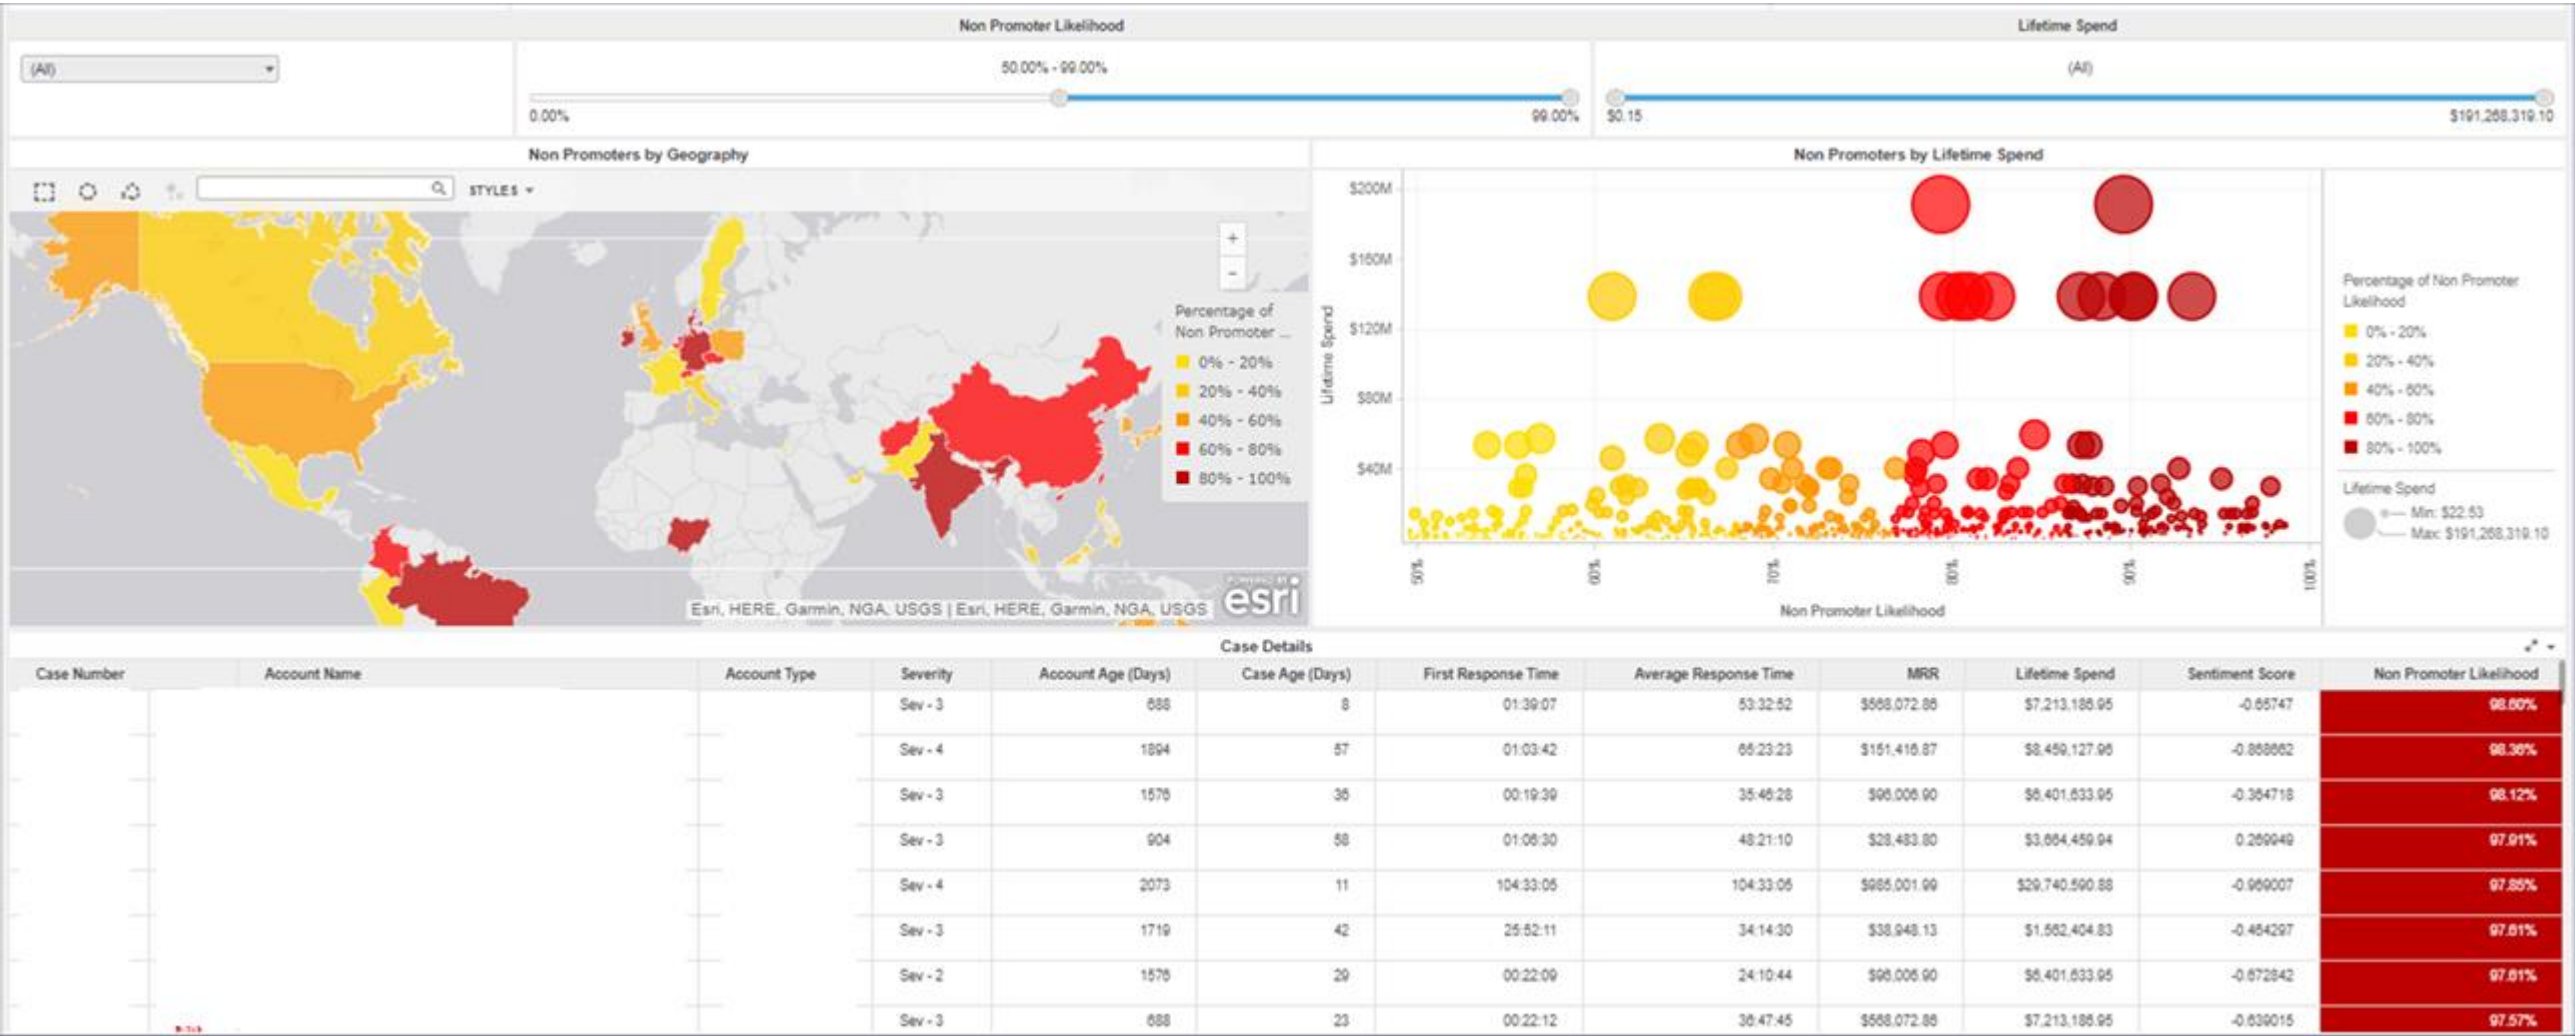 Non Promoter Likelihood
Lifetime Spend
(All)
50.00% - 99.00%
(All)
0.00%
99.00%
$0.15
$191,268,319.10
Non Promoters by Geography
Non Promoters by Lifetime Spend
STYLES
+
-
Percentage of
Non Promoter ...
0% - 20%
20% - 40%
40% - 60%
60% - 80%
80% - 100%
POWERED BY
esri
Esri, HERE, Garmin, NGA, USGS | Esri, HERE, Garmin, NGA, USGS
Lifetime Spend
$200M
$160M
$120M
$80M
$40M
50%
60%
70%
80%
90%
100%
Non Promoter Likelihood
Percentage of Non Promoter
Likelihood
0% - 20%
20% - 40%
40% - 60%
60% - 80%
80% - 100%
Lifetime Spend
Min: $22.53
Max: $191,268,319.10
Case Details
Case Number Account Name Account Type Severity Account Age (Days) Case Age (Days) First Response Time Average Response Time MRR Lifetime Spend Sentiment Score Non Promoter Likelihood
Sev - 3 688 8 01:39:07 53:32:52 $568,072.86 $7,213,186.95 -0.65747 98.60%
Sev - 4 1894 57 01:03:42 65:23:23 $151,416.87 $8,459,127.96 -0.868662 98.36%
Sev - 3 1576 36 00:19:39 35:46:28 $96,006.90 $6,401,633.95 -0.364718 98.12%
Sev - 3 904 58 01:06:30 48:21:10 $28,483.80 $3,664,459.94 0.269949 97.91%
Sev - 4 2073 11 104:33:05 104:33:05 $985,001.99 $29,740,590.88 -0.969007 97.85%
Sev - 3 1719 42 25:52:11 34:14:30 $38,948.13 $1,562,404.83 -0.464297 97.61%
Sev - 2 1576 29 00:22:09 24:10:44 $96,006.90 $6,401,633.95 -0.672842 97.61%
Sev - 3 688 23 00:22:12 36:47:45 $568,072.86 $7,213,186.95 -0.639015 97.57%